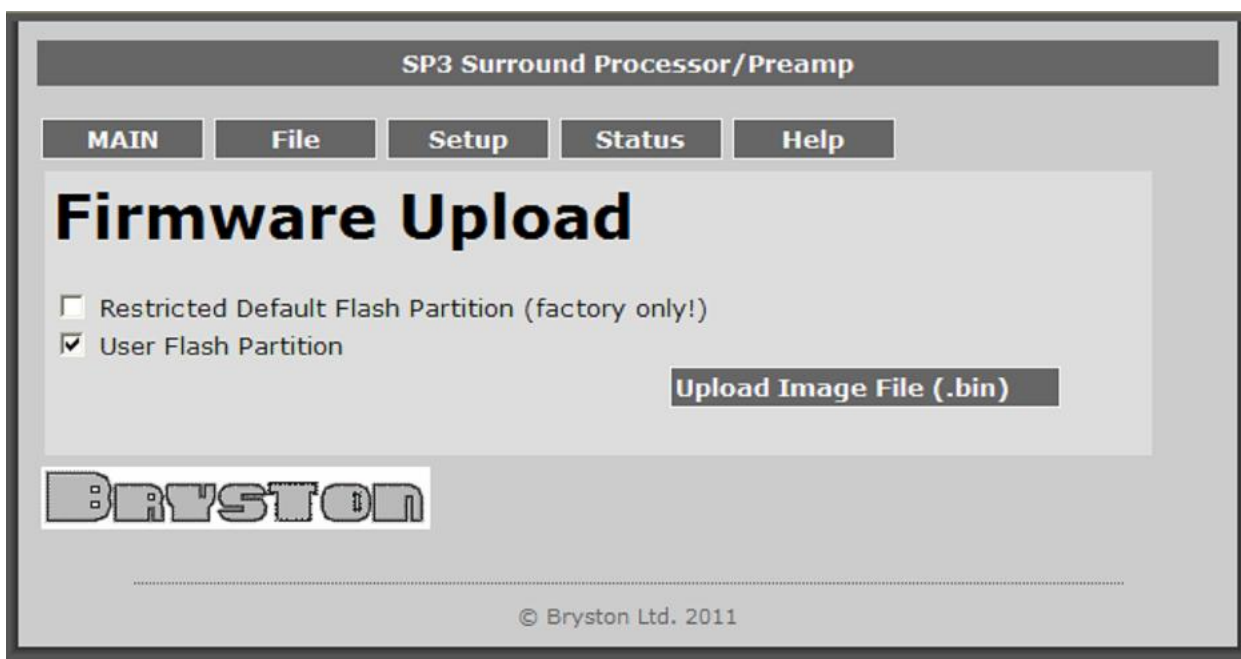 SP3 Surround Processor/Preamp
MAIN File Setup Status Help
Firmware Upload
Restricted Default Flash Partition (factory only!)
User Flash Partition
Upload Image File (.bin)
BRYSTON
© Bryston Ltd. 2011